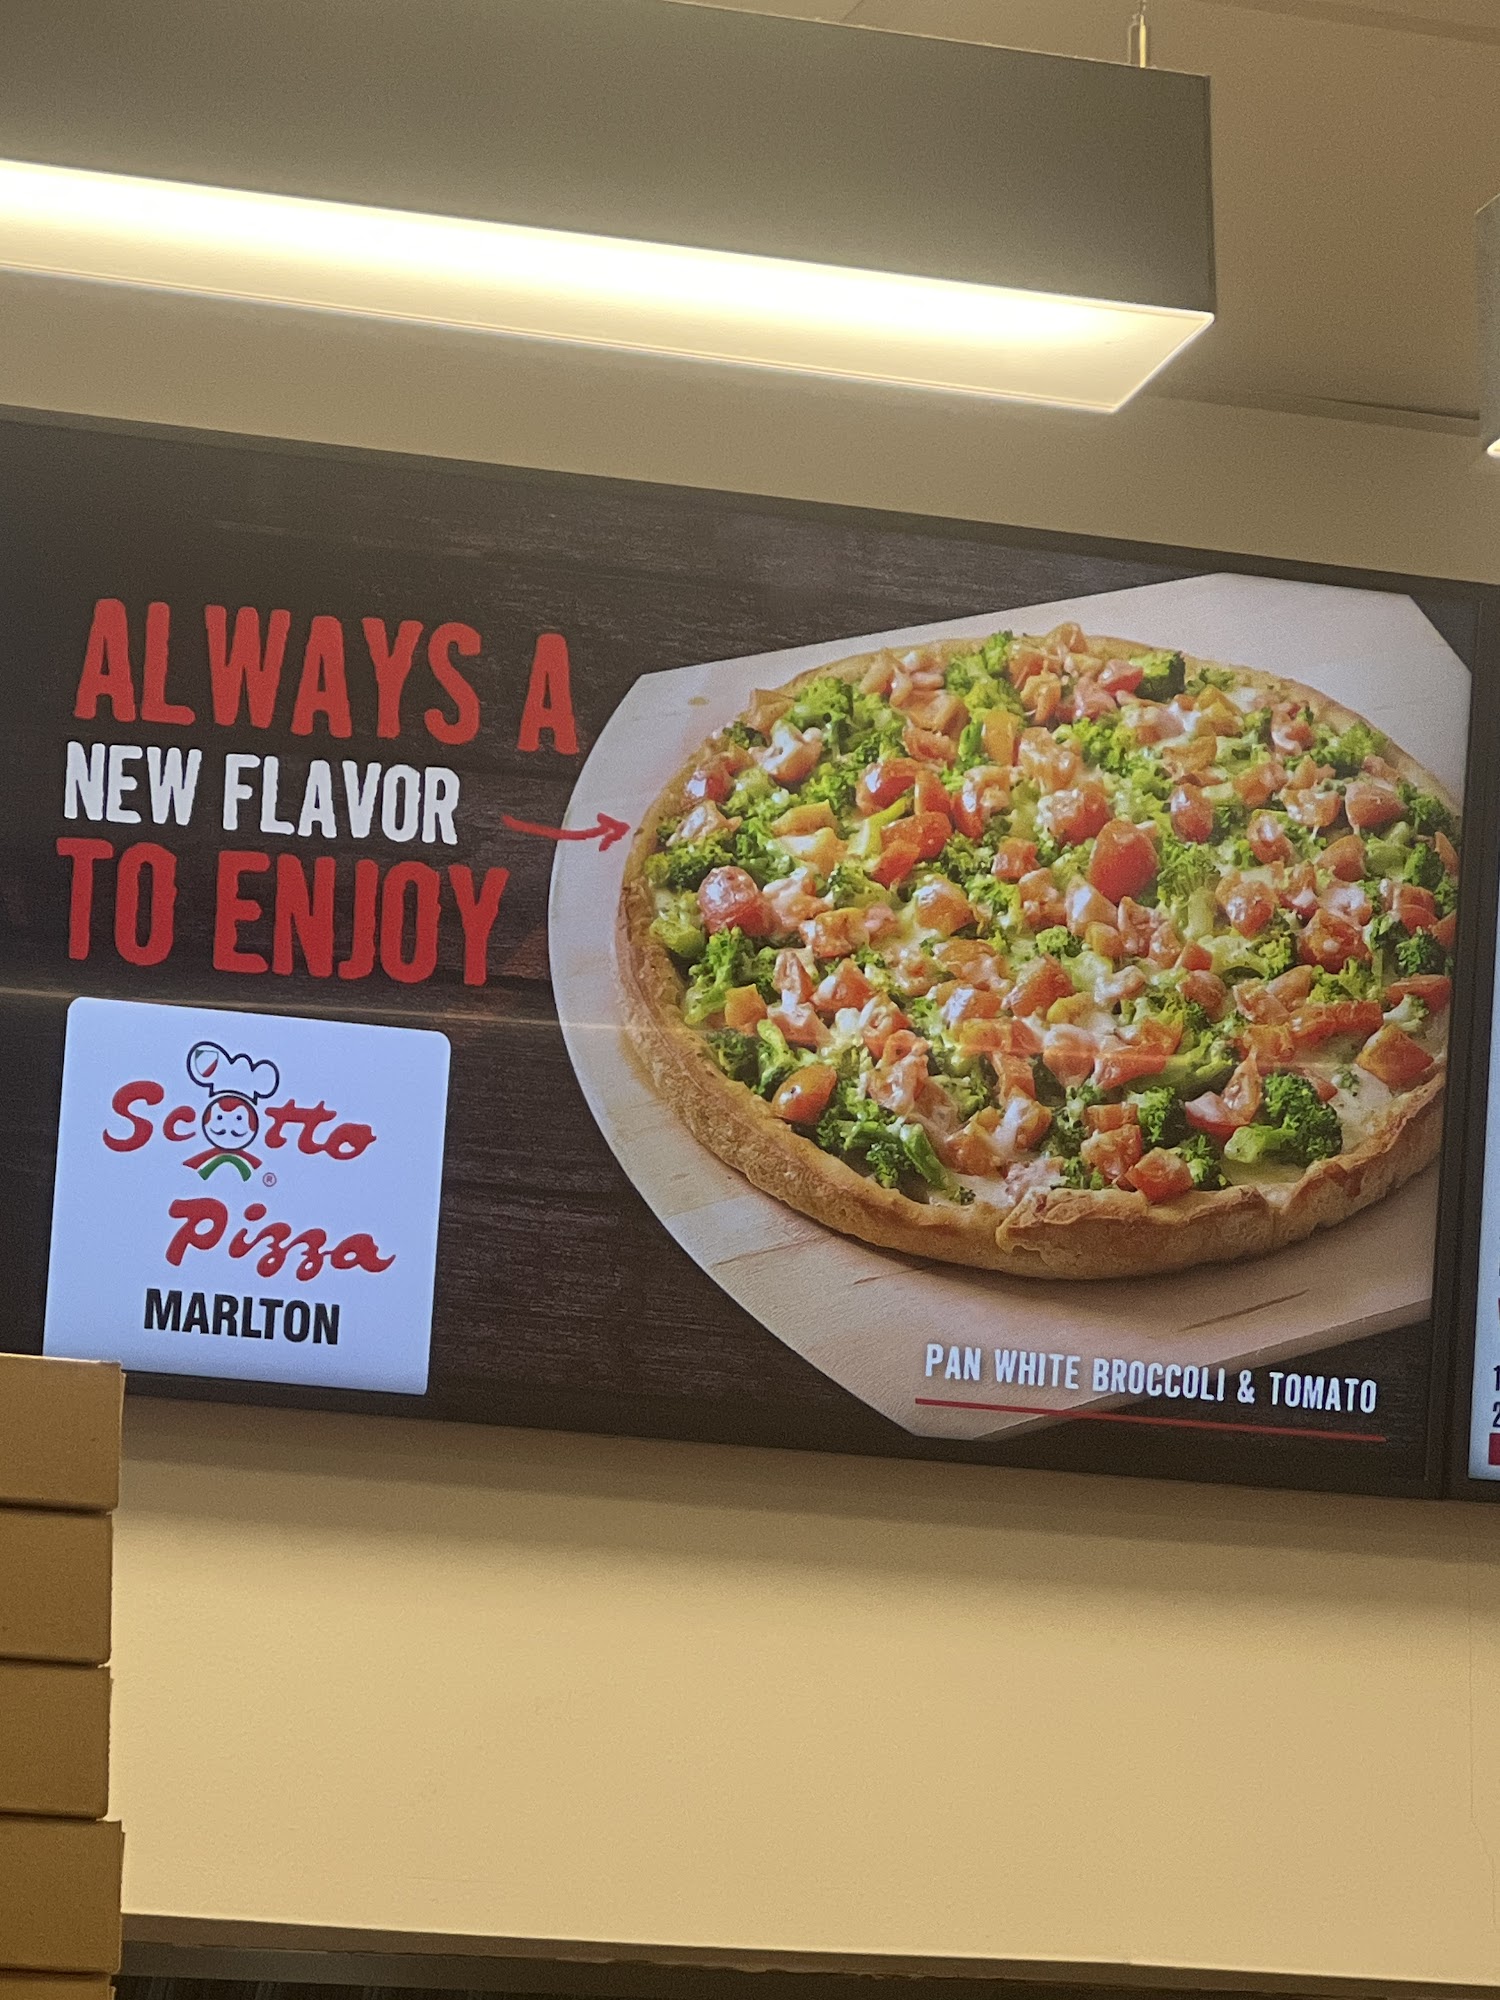 ALWAYS A
NEW FLAVOR
TO ENJOY
Scotto
®
Pizza
MARLTON
PAN WHITE BROCCOLI & TOMATO